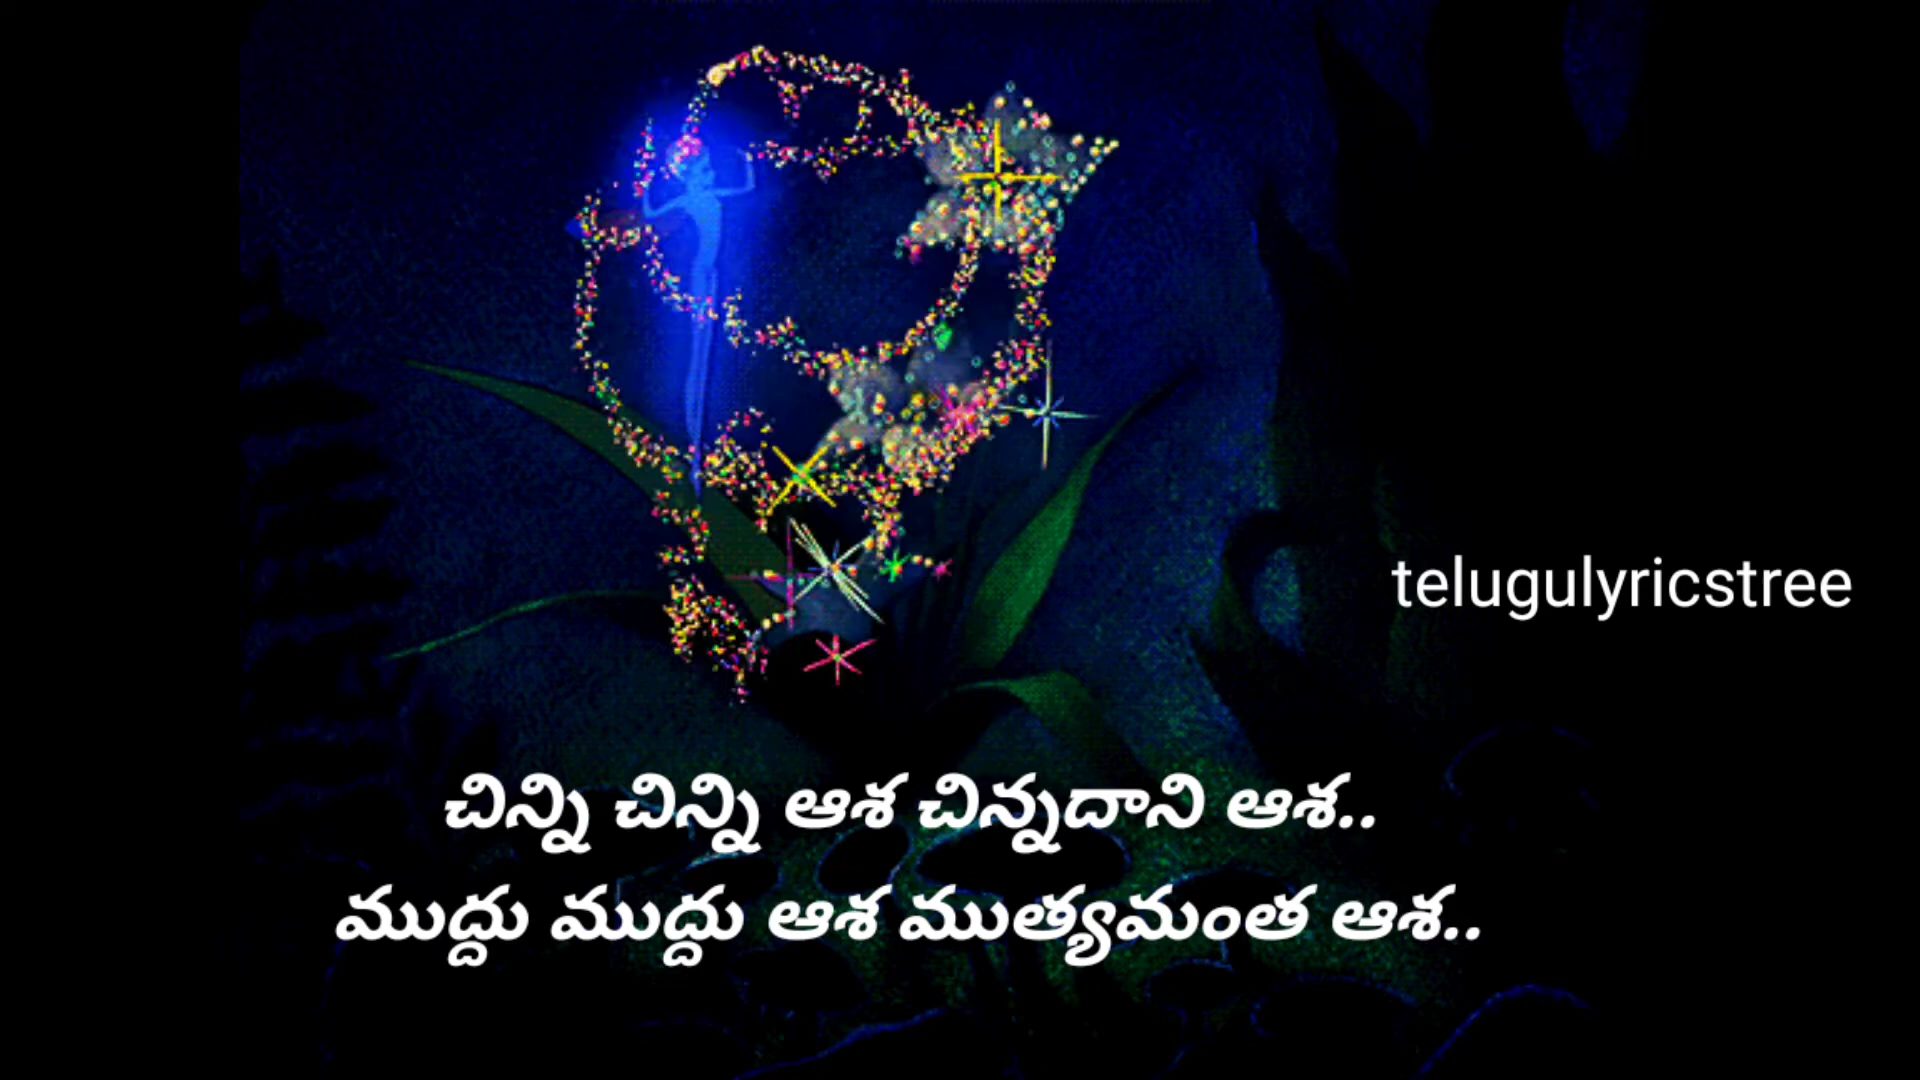 telugulyricstree
చిన్ని చిన్ని ఆశ చిన్నదాని ఆశ..
ముద్దు ముద్దు ఆశ ముత్యమంత ఆశ..